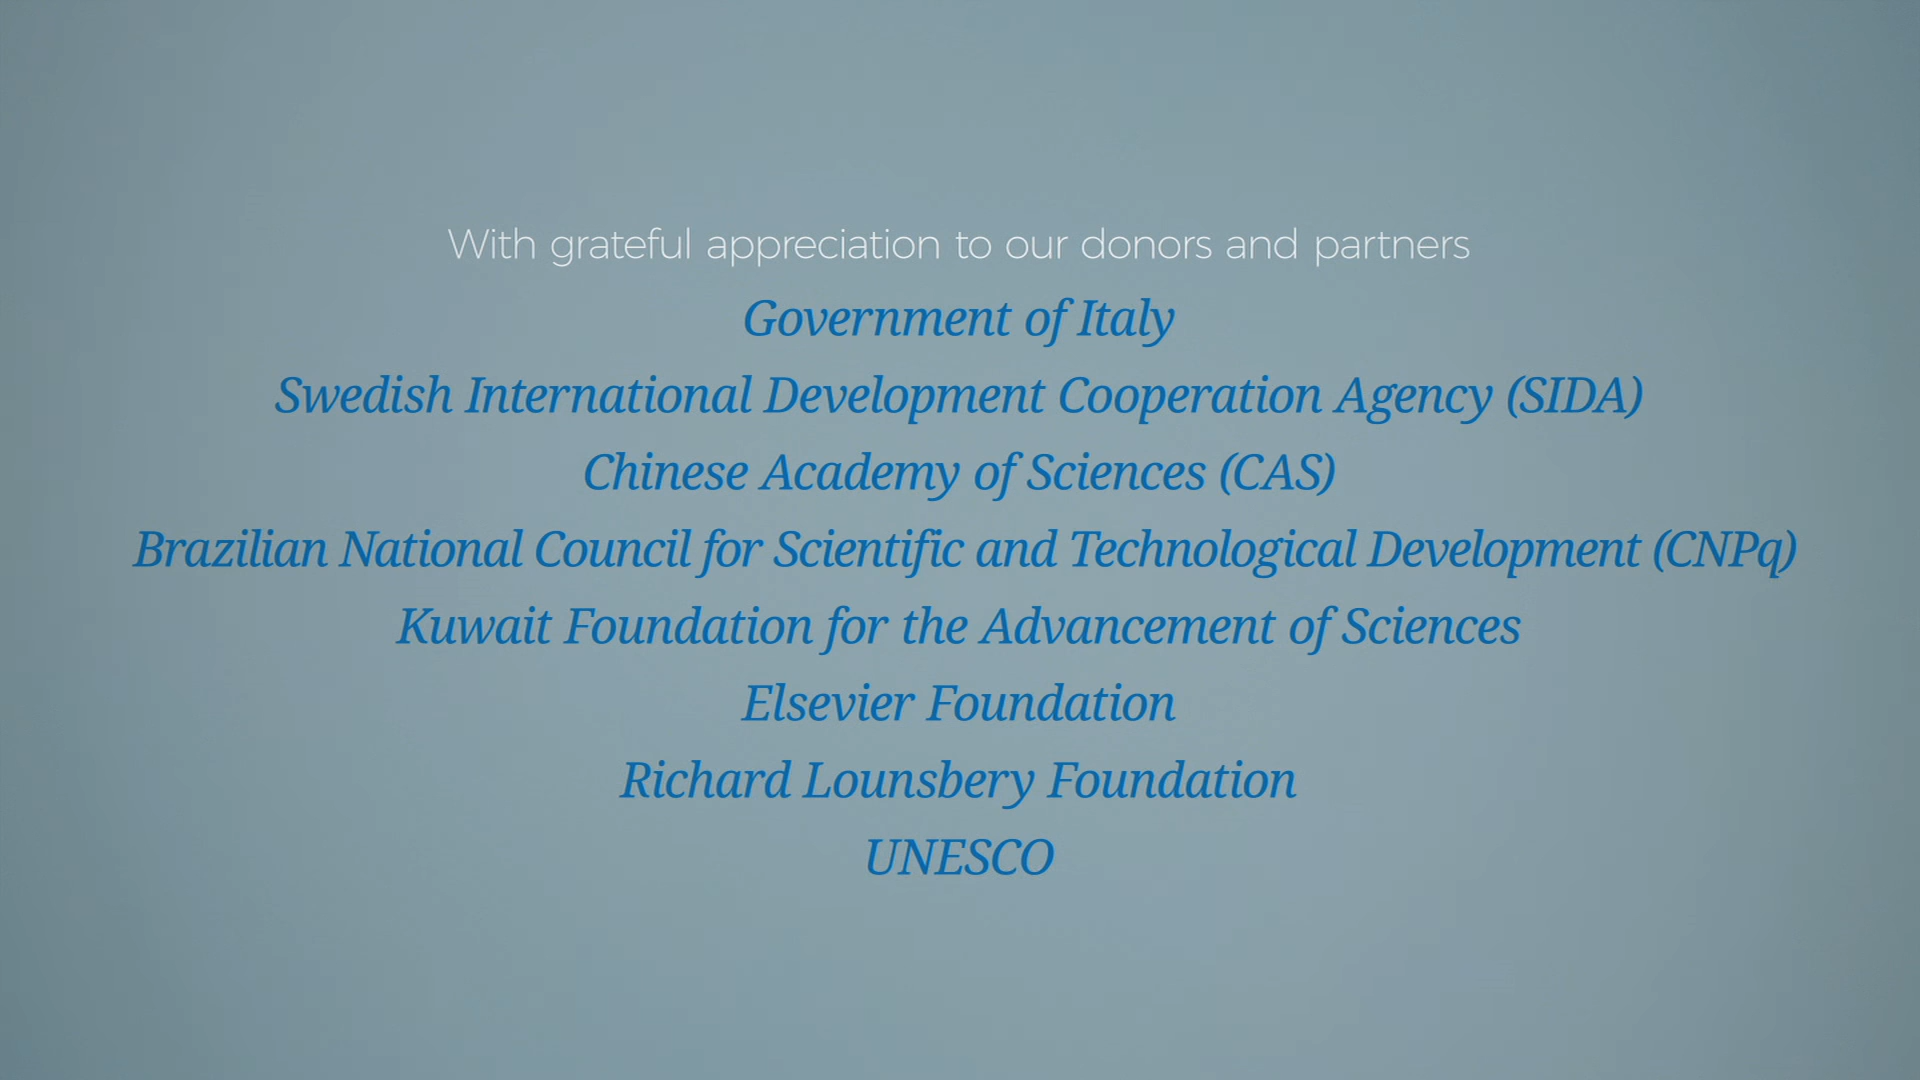 With grateful appreciation to our donors and partners
Government of Italy
Swedish International Development Cooperation Agency (SIDA)
Chinese Academy of Sciences (CAS)
Brazilian National Council for Scientific and Technological Development (CNPq)
Kuwait Foundation for the Advancement of Sciences
Elsevier Foundation
Richard Lounsbery Foundation
UNESCO